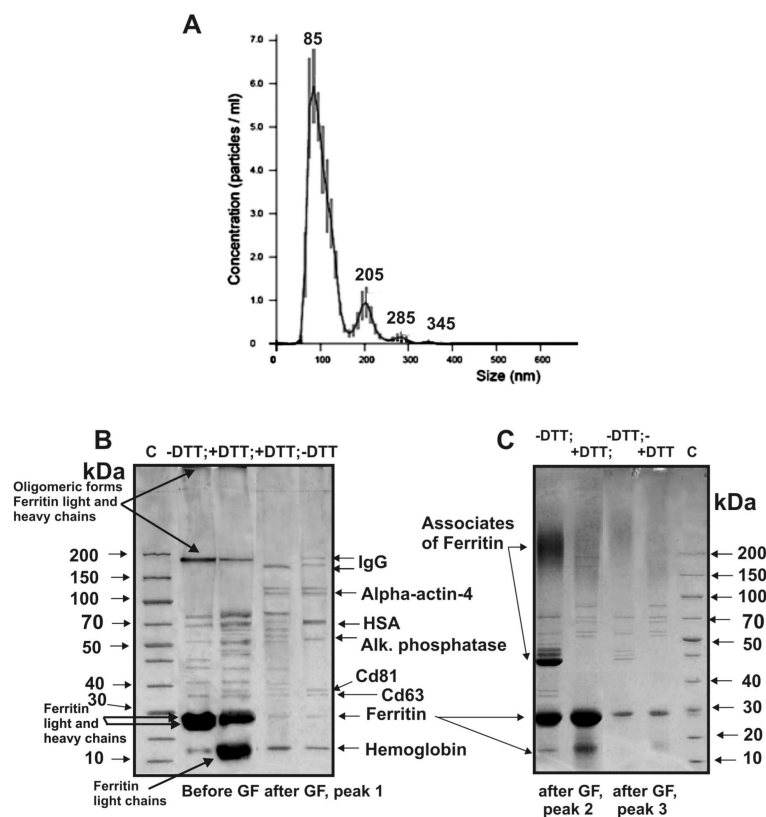 A
85
7.0
6.0
5.0
4.0
3.0
2.0
1.0
0
Concentration (particles / ml)
205
285
345
0 100 200 300 400 500 600
Size (nm)
B
C -DTT;+DTT;+DTT;-DTT
kDa
Oligomeric forms
Ferritin light and
heavy chains
200
150
100
70
50
40
30
Ferritin
light and
heavy chains
20
10
Ferritin
light chains
IgG
Alpha-actin-4
HSA
Alk. phosphatase
Cd81
Cd63
Ferritin
Hemoglobin
Before GF after GF, peak 1
C
-DTT; -DTT;-
+DTT; +DTT C
kDa
Associates
of Ferritin
200
150
100
70
50
40
30
20
10
after GF, after GF,
peak 2 peak 3